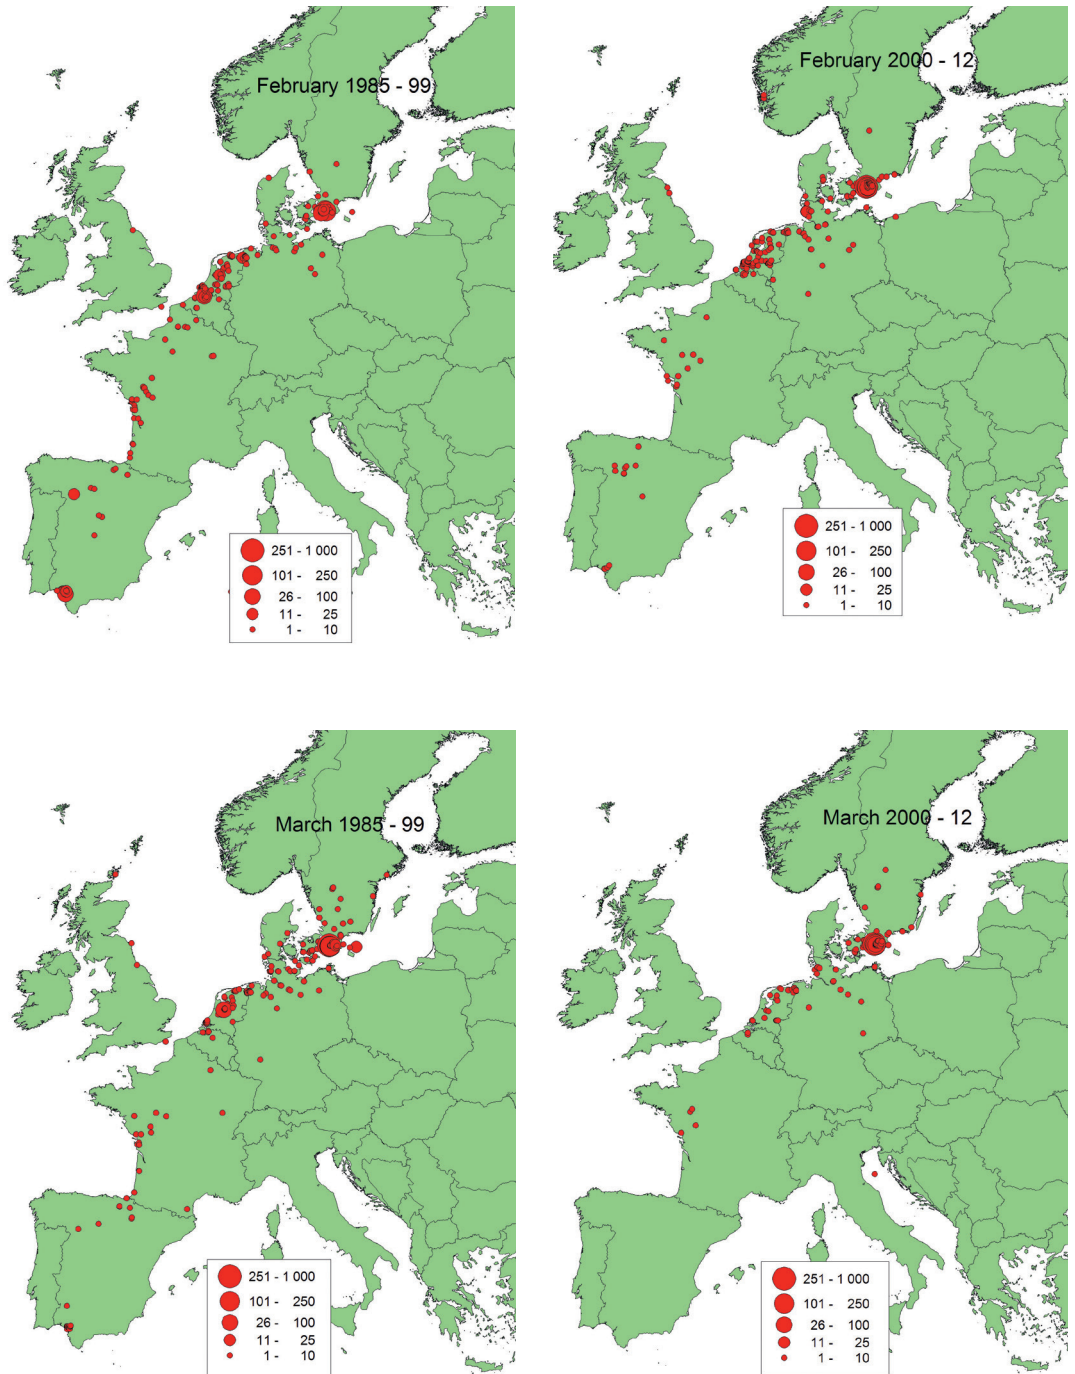 February 1985 - 99
251 - 1 000
101 - 250
26 - 100
11 - 25
1 - 10
February 2000 - 12
251 - 1 000
101 - 250
26 - 100
11 - 25
1 - 10
March 1985 - 99
251 - 1 000
101 - 250
26 - 100
11 - 25
1 - 10
March 2000 - 12
251 - 1 000
101 - 250
26 - 100
11 - 25
1 - 10